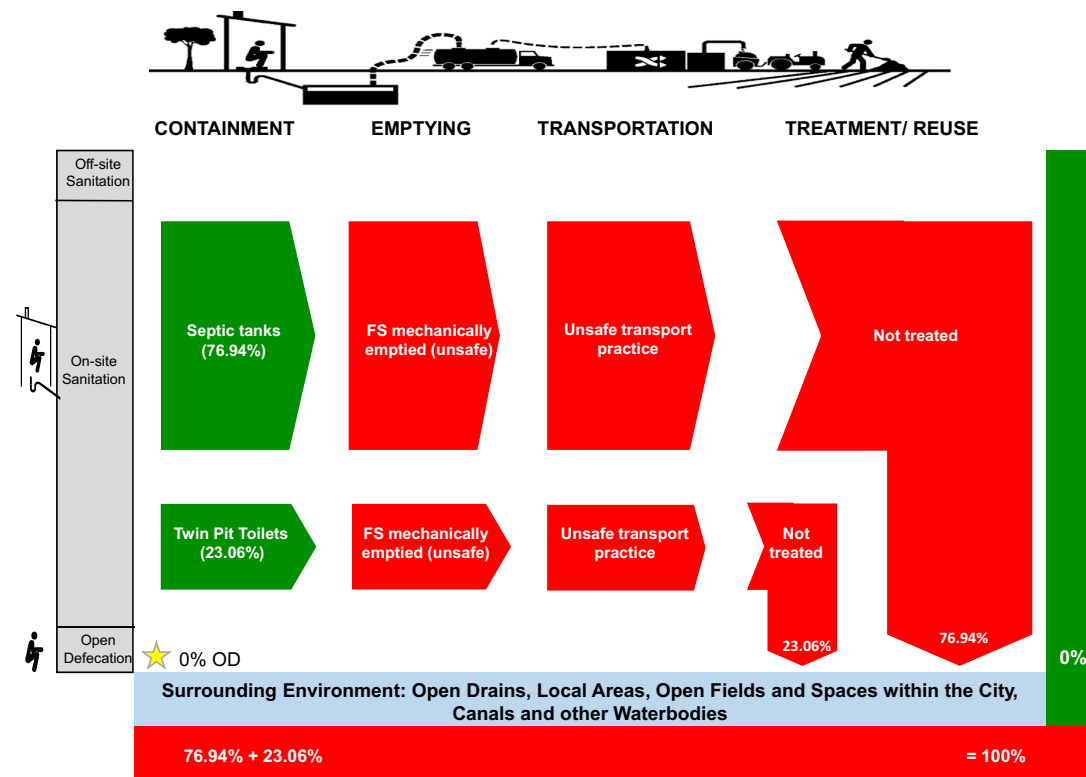 CONTAINMENT EMPTYING TRANSPORTATION TREATMENT/ REUSE
Off-site
Sanitation
On-site
Sanitation
Open
Defecation
Septic tanks
(76.94%)
FS mechanically
emptied (unsafe)
Unsafe transport
practice
Not treated
Twin Pit Toilets
(23.06%)
FS mechanically
emptied (unsafe)
Unsafe transport
practice
Not
treated
23.06%
76.94%
0% OD
0%
Surrounding Environment: Open Drains, Local Areas, Open Fields and Spaces within the City,
Canals and other Waterbodies
76.94% + 23.06% = 100%